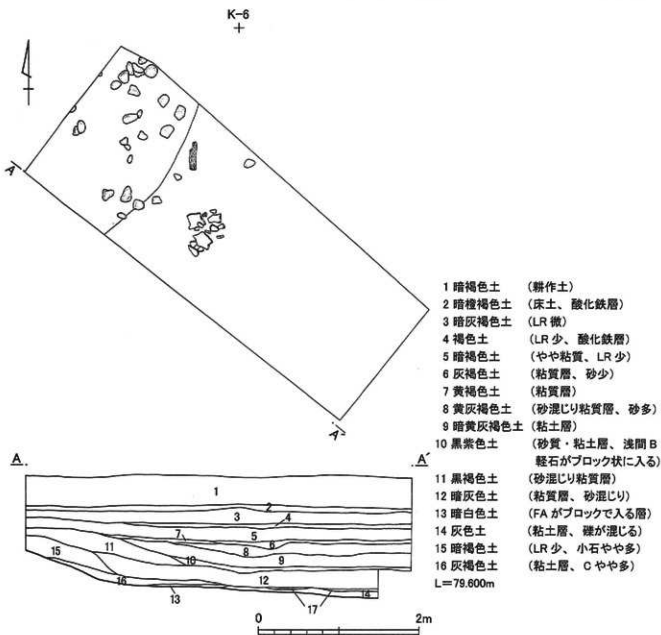 K-6
A
A'
1 暗褐色土 (耕作土)
2 暗橙褐色土 (床土、酸化鉄層)
3 暗灰褐色土 (LR 微)
4 褐色土 (LR 少、酸化鉄層)
5 暗褐色土 (やや粘質、LR 少)
6 灰褐色土 (粘質層、砂少)
7 黄褐色土 (粘質層)
8 黄灰褐色土 (砂混じり粘質層、砂多)
9 暗黄灰褐色土 (粘土層)
10 黒紫色土 (砂質・粘土層、浅間 B
軽石がブロック状に入る)
11 黒褐色土 (砂混じり粘質層)
12 暗灰色土 (粘質層、砂混じり)
13 暗白色土 (FA がブロックで入る層)
14 灰色土 (粘土層、礫が混じる)
15 暗褐色土 (LR 少、小石やや多)
16 灰褐色土 (粘土層、C やや多)
L=79.600m
A
A'
1
2
3
4
5
6
7
8
9
10
11
12
13
14
15
16
17
0
2m